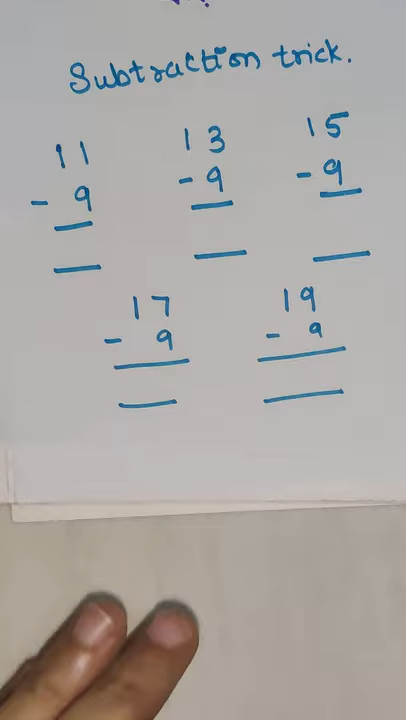 Subtraction trick.
11 13 15
- 9 - 9 - 9
17 19
- 9 - 9